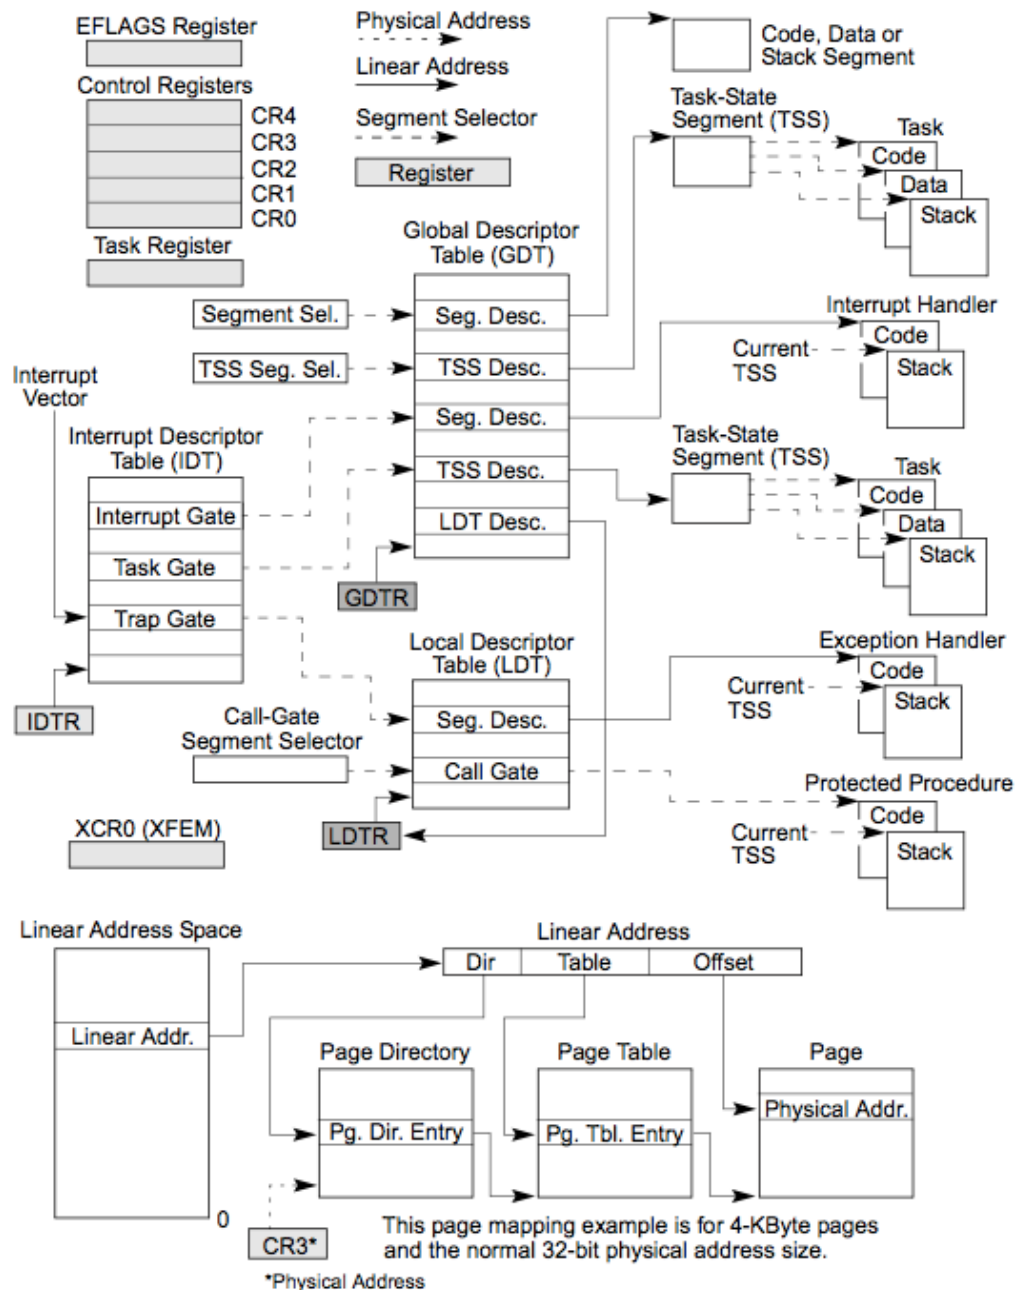 EFLAGS Register
Physical Address
Code, Data or
Stack Segment
Linear Address
Control Registers
CR4
CR3
CR2
CR1
CR0
Segment Selector
Register
Task-State
Segment (TSS)
Task
Code
Data
Stack
Task Register
Global Descriptor
Table (GDT)
Segment Sel.
Seg. Desc.
TSS Seg. Sel.
TSS Desc.
Seg. Desc.
TSS Desc.
LDT Desc.
Interrupt Handler
Code
Current
TSS
Stack
Interrupt
Vector
Interrupt Descriptor
Table (IDT)
Interrupt Gate
Task Gate
Trap Gate
Task-State
Segment (TSS)
Task
Code
Data
Stack
GDTR
IDTR
Local Descriptor
Table (LDT)
Seg. Desc.
Call Gate
Call-Gate
Segment Selector
Exception Handler
Code
Current
TSS
Stack
Protected Procedure
Code
Current
TSS
Stack
LDTR
XCR0 (XFEM)
Linear Address Space
Linear Addr.
0
Linear Address
Dir
Table
Offset
Page Directory
Pg. Dir. Entry
Page Table
Pg. Tbl. Entry
Page
Physical Addr.
CR3*
*Physical Address
This page mapping example is for 4-KByte pages
and the normal 32-bit physical address size.